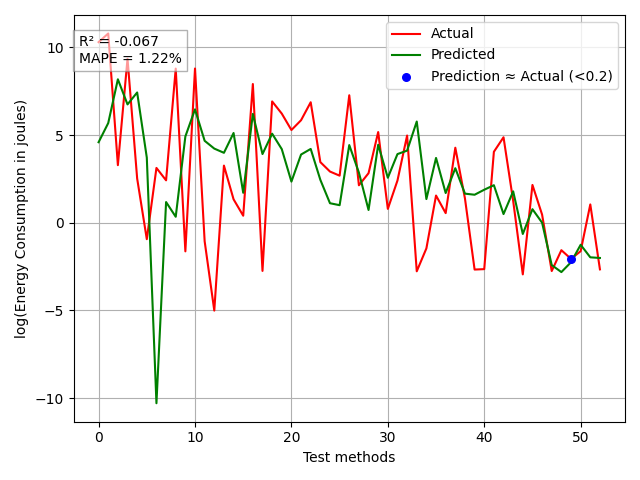 R² = -0.067
MAPE = 1.22%
Actual
Predicted
Prediction ≈ Actual (<0.2)
log(Energy Consumption in joules)
10
5
0
−5
−10
0
10
20
30
40
50
Test methods